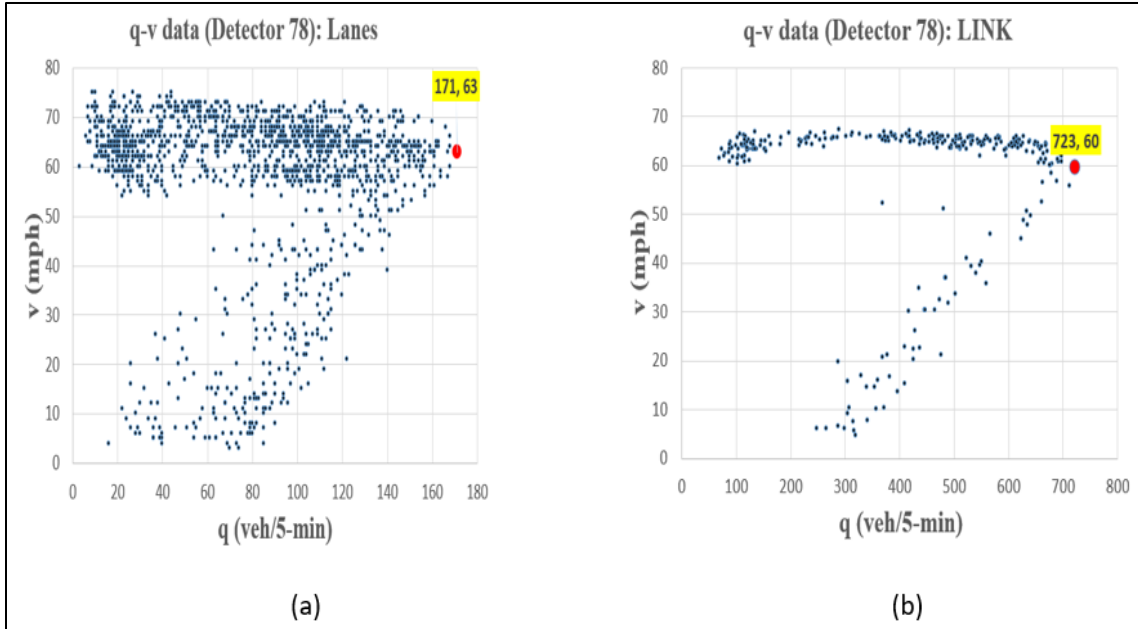 q-v data (Detector 78): Lanes
80
70
60
50
40
30
20
10
0
171, 63
v (mph)
0 20 40 60 80 100 120 140 160 180
q (veh/5-min)
(a)
q-v data (Detector 78): LINK
80
70
60
50
40
30
20
10
0
723, 60
v (mph)
0 100 200 300 400 500 600 700 800
q (veh/5-min)
(b)